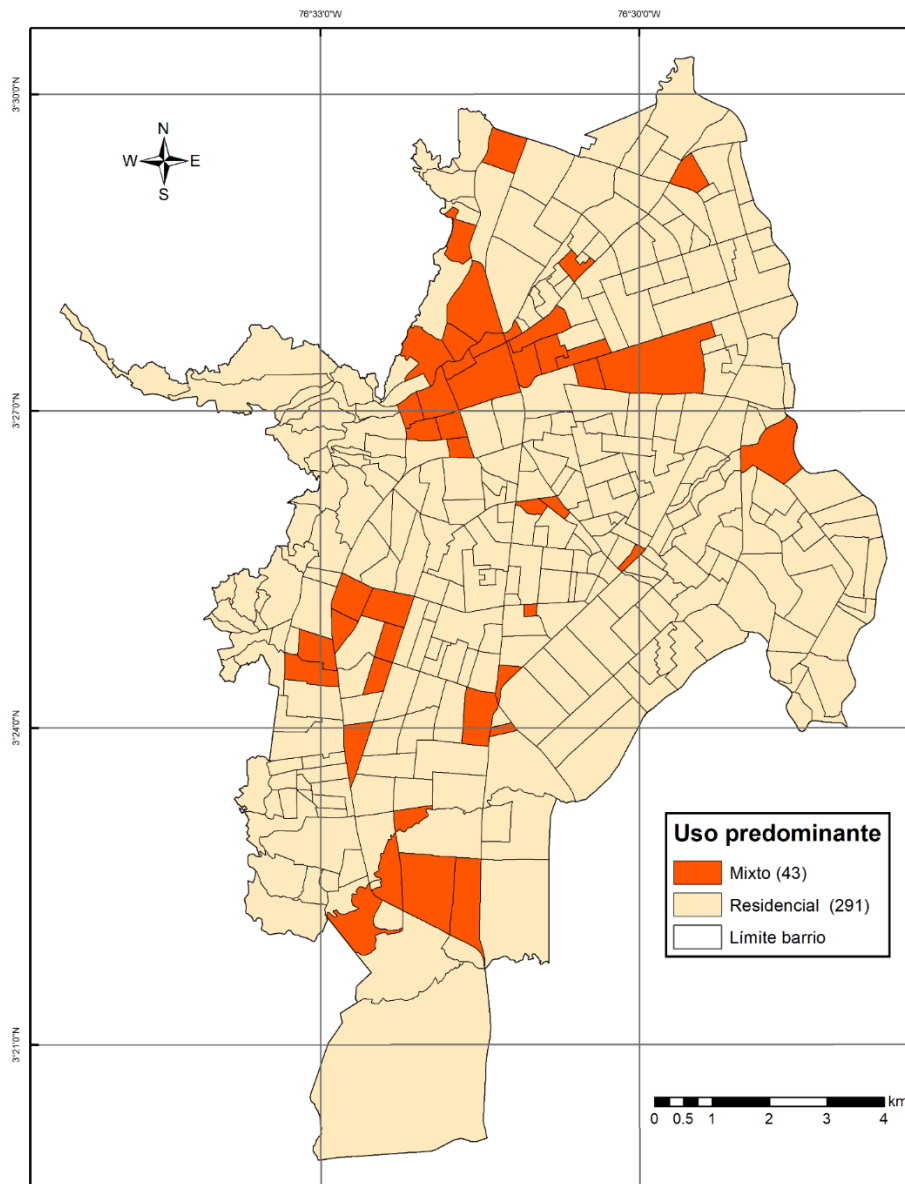 76°33'0"W 76°30'0"W
3°30'0"N
N
W E
S
3°27'0"N
3°24'0"N
Uso predominante
Mixto (43)
Residencial (291)
Límite barrio
3°21'0"N
km
0 0.5 1 2 3 4